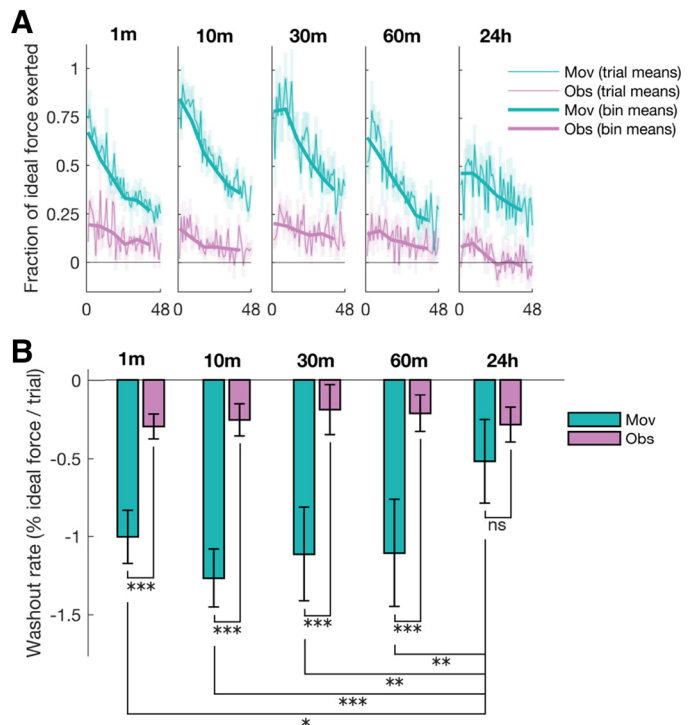 A
1m 10m 30m 60m 24h
Fraction of ideal force exerted
1
0.75
0.5
0.25
0
0 48 0 48 0 48 0 48 0 48
Mov (trial means)
Obs (trial means)
Mov (bin means)
Obs (bin means)
B
1m 10m 30m 60m 24h
Washout rate (% ideal force / trial)
0
-0.5
-1
-1.5
Mov
Obs
ns
***
***
***
***
**
**
***
*